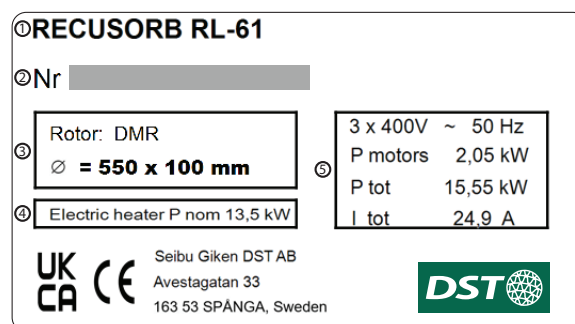 ①RECUSORB RL-61
②Nr
③
Rotor: DMR
∅ = 550 x 100 mm
④
Electric heater P nom 13,5 kW
⑤
3 x 400V ~ 50 Hz
P motors 2,05 kW
P tot 15,55 kW
I tot 24,9 A
UK
CA
CE
Seibu Giken DST AB
Avestagatan 33
163 53 SPÅNGA, Sweden
DST